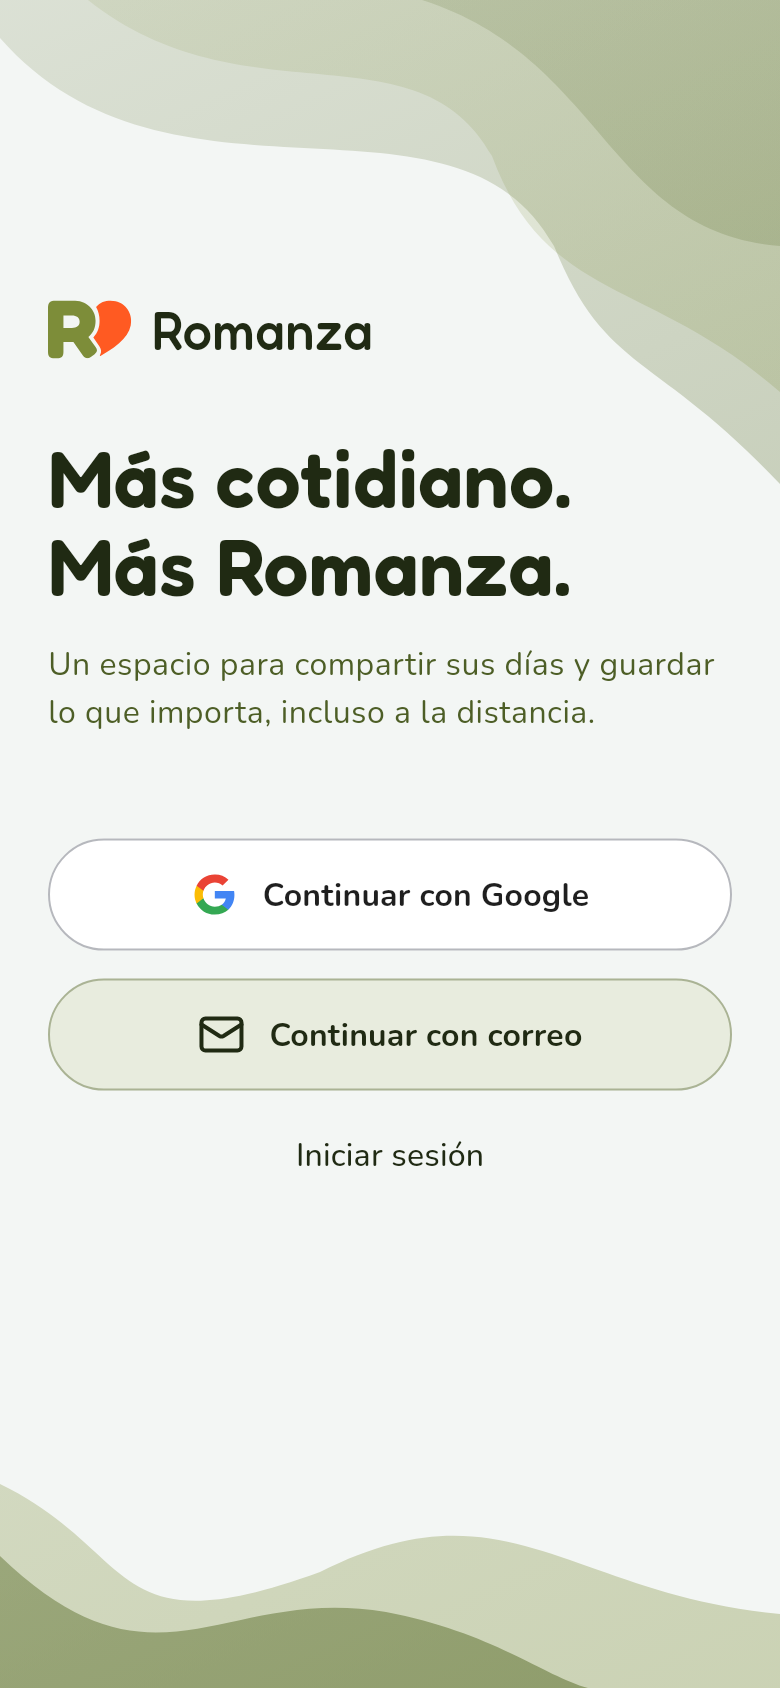 Romanza
Más cotidiano.
Más Romanza.
Un espacio para compartir sus días y guardar
lo que importa, incluso a la distancia.
Continuar con Google
Continuar con correo
Iniciar sesión